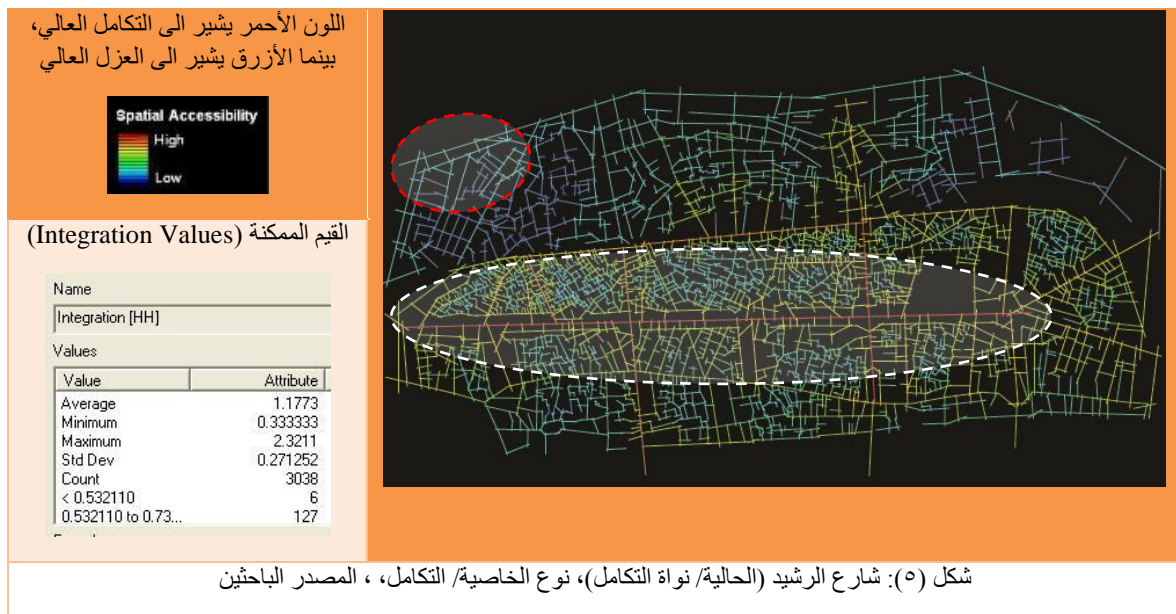 اللون الأحمر يشير الى التكامل العالي،
بينما الأزرق يشير الى العزل العالي
Spatial Accessibility
High
Low
القيم الممكنة (Integration Values)
Name
Integration [HH]
Values
Value Attribute
Average 1.1773
Minimum 0.333333
Maximum 2.3211
Std Dev 0.271252
Count 3038
< 0.532110 6
0.532110 to 0.73... 127
شكل (٥): شارع الرشيد (الحالية/ نواة التكامل)، نوع الخاصية/ التكامل، ، المصدر الباحثين